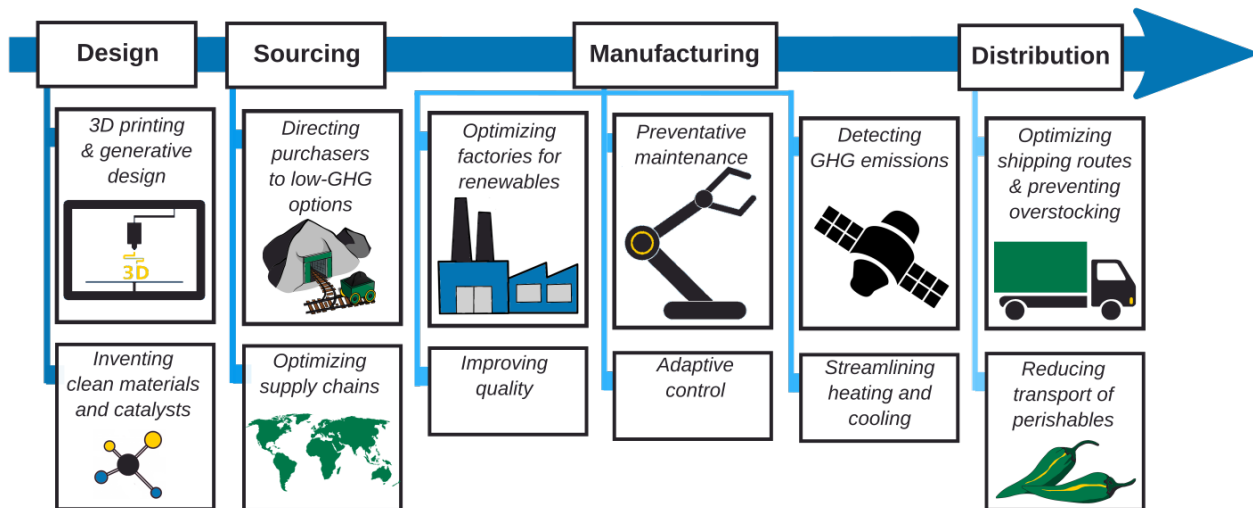 Design
Sourcing
Manufacturing
Distribution
3D printing
& generative
design
3D
Inventing
clean materials
and catalysts
Directing
purchasers
to low-GHG
options
Optimizing
supply chains
Optimizing
factories for
renewables
Improving
quality
Preventative
maintenance
Adaptive
control
Detecting
GHG emissions
Streamlining
heating and
cooling
Optimizing
shipping routes
& preventing
overstocking
Reducing
transport of
perishables